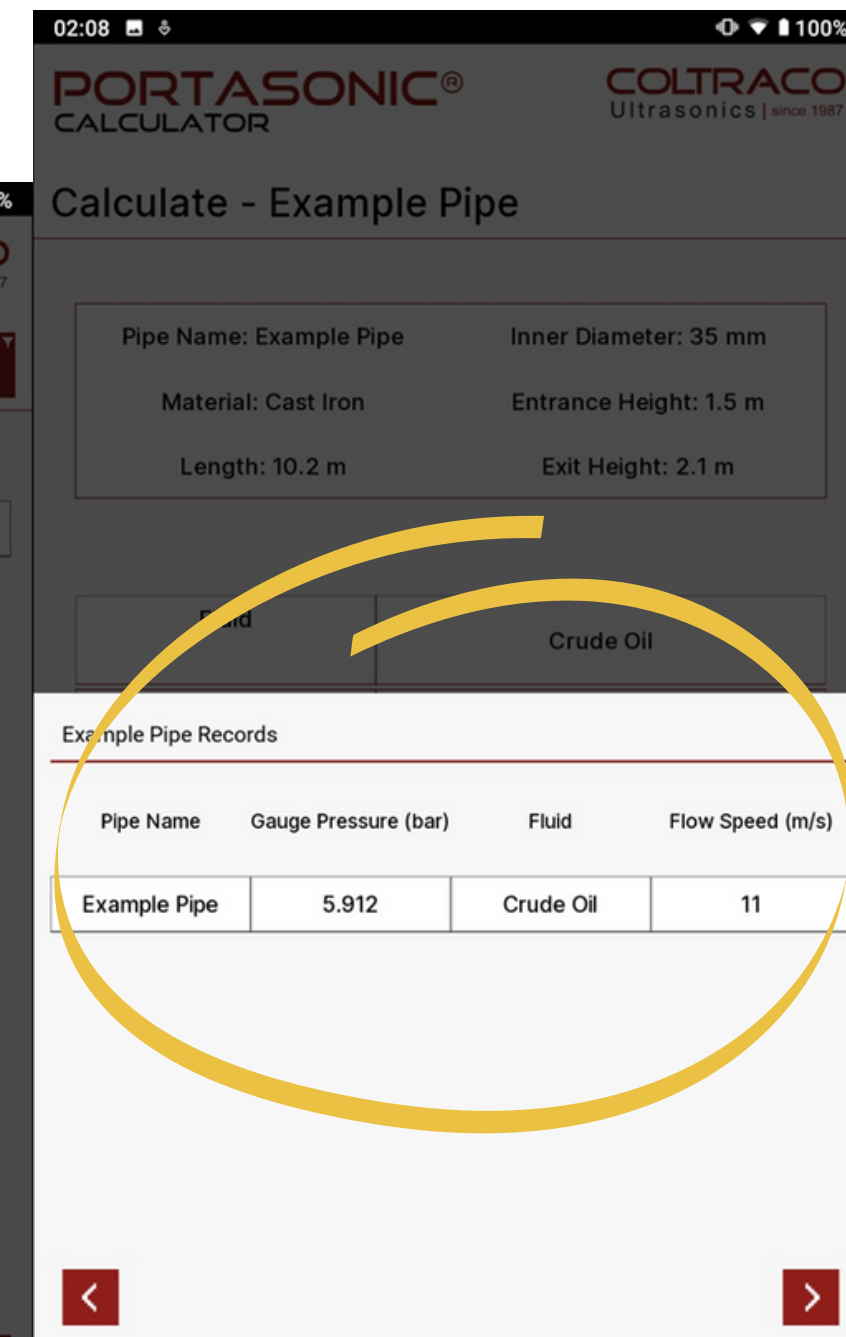 02:08 100%
PORTASONIC®
CALCULATOR
COLTRACO
Ultrasonics | since 1987
Calculate - Example Pipe
Pipe Name: Example Pipe Inner Diameter: 35 mm
Material: Cast Iron Entrance Height: 1.5 m
Length: 10.2 m Exit Height: 2.1 m
Fluid Crude Oil
Example Pipe Records
Pipe Name Gauge Pressure (bar) Fluid Flow Speed (m/s)
Example Pipe 5.912 Crude Oil 11